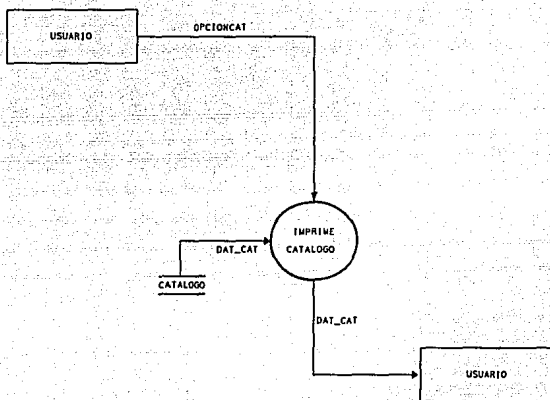 OPCIONCAT
USUARIO
IMPRIME
CATALOGO
DAT_CAT
CATALOGO
DAT_CAT
USUARIO